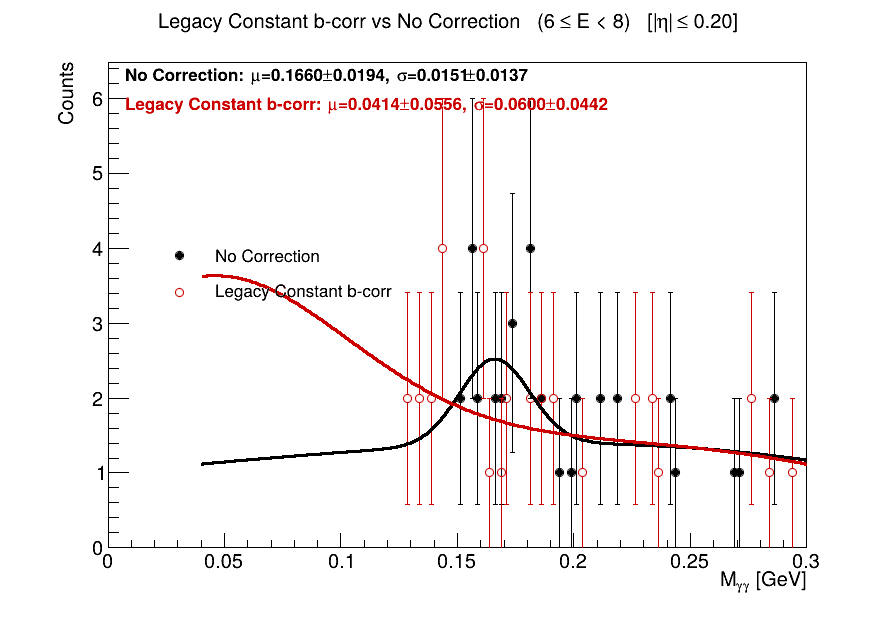 Legacy Constant b-corr vs No Correction (6 ≤ E < 8) [|η| ≤ 0.20]
Counts
No Correction: μ=0.1660±0.0194, σ=0.0151±0.0137
Legacy Constant b-corr: μ=0.0414±0.0556, σ=0.0600±0.0442
6
5
4
3
2
1
0
No Correction
Legacy Constant b-corr
0 0.05 0.1 0.15 0.2 0.25 0.3
M_γγ [GeV]